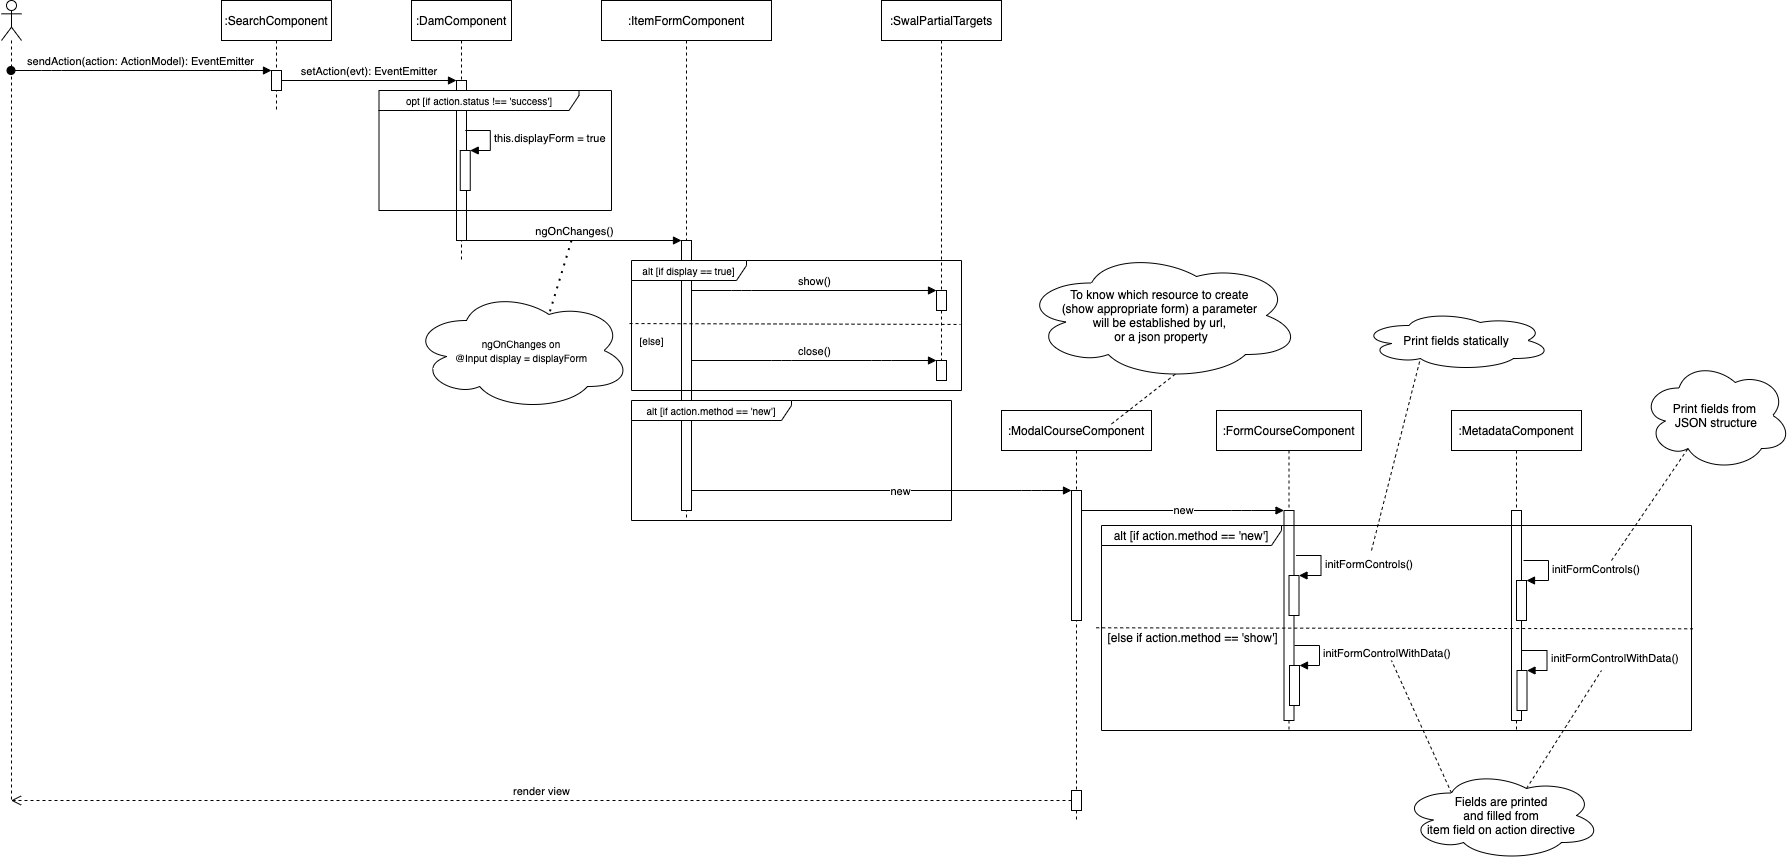 :SearchComponent
:DamComponent
:ItemFormComponent
:SwalPartialTargets
sendAction(action: ActionModel): EventEmitter
setAction(evt): EventEmitter
opt [if action.status !== 'success']
this.displayForm = true
ngOnChanges()
alt [if display == true]
show()
[else]
close()
ngOnChanges on
@Input display = displayForm
To know which resource to create
(show appropriate form) a parameter
will be established by url,
or a json property
Print fields statically
Print fields from
JSON structure
alt [if action.method == 'new']
:ModalCourseComponent
:FormCourseComponent
:MetadataComponent
new
new
alt [if action.method == 'new']
initFormControls()
initFormControls()
[else if action.method == 'show']
initFormControlWithData()
initFormControlWithData()
render view
Fields are printed
and filled from
item field on action directive